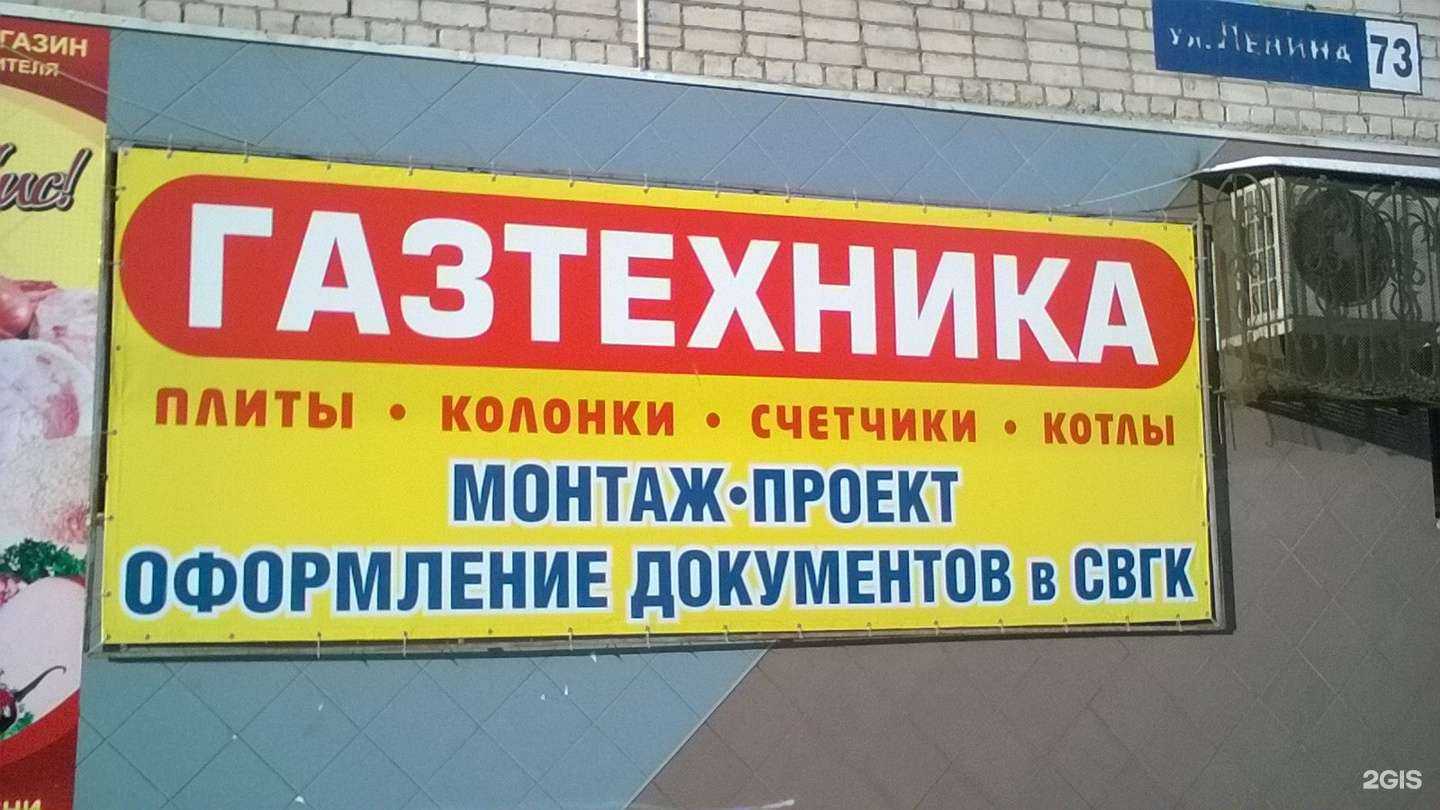 ул. Ленина 73
ГАЗТЕХНИКА
ПЛИТЫ • КОЛОНКИ • СЧЕТЧИКИ • КОТЛЫ
МОНТАЖ•ПРОЕКТ
ОФОРМЛЕНИЕ ДОКУМЕНТОВ в СВГК
2GIS